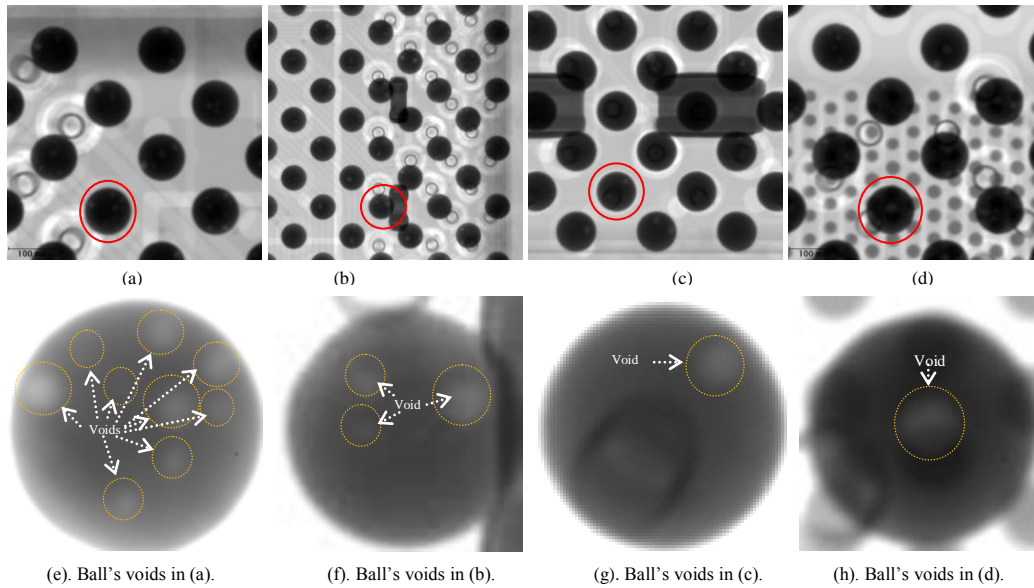 (a)
(b)
(c)
(d)
Voids
Void
Void
Void
(e). Ball's voids in (a).
(f). Ball's voids in (b).
(g). Ball's voids in (c).
(h). Ball's voids in (d).